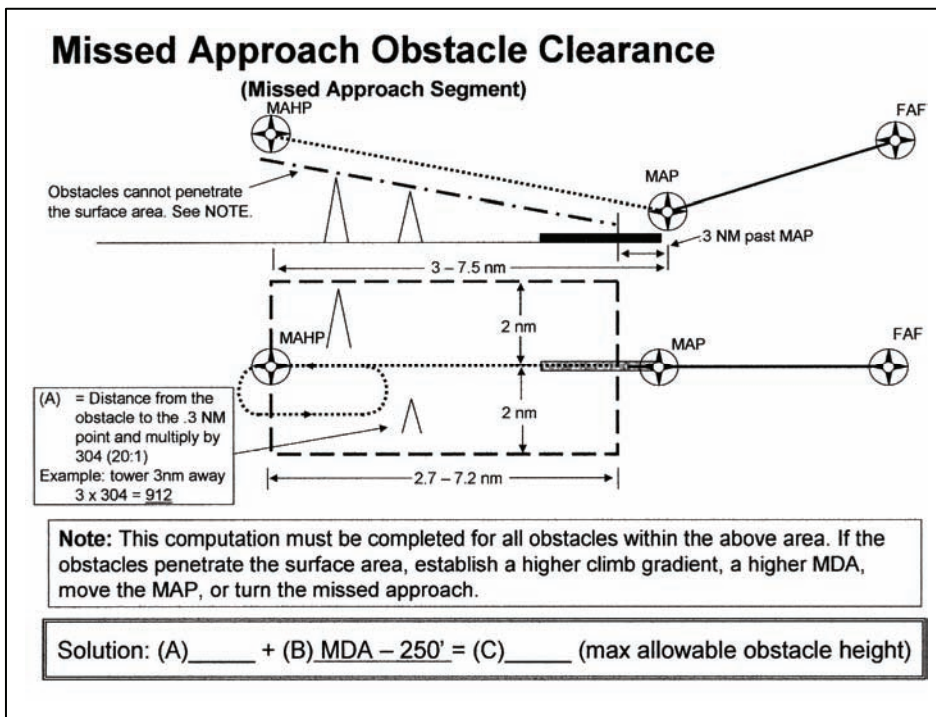 Missed Approach Obstacle Clearance
(Missed Approach Segment)
MAHP
FAF
MAP
Obstacles cannot penetrate
the surface area. See NOTE.
.3 NM past MAP
3 – 7.5 nm
2 nm
MAHP
MAP
FAF
2 nm
(A) = Distance from the
obstacle to the .3 NM
point and multiply by
304 (20:1)
Example: tower 3nm away
3 x 304 = 912
2.7 – 7.2 nm
Note: This computation must be completed for all obstacles within the above area. If the
obstacles penetrate the surface area, establish a higher climb gradient, a higher MDA,
move the MAP, or turn the missed approach.
Solution: (A)_____ + (B) MDA – 250' = (C)_____ (max allowable obstacle height)